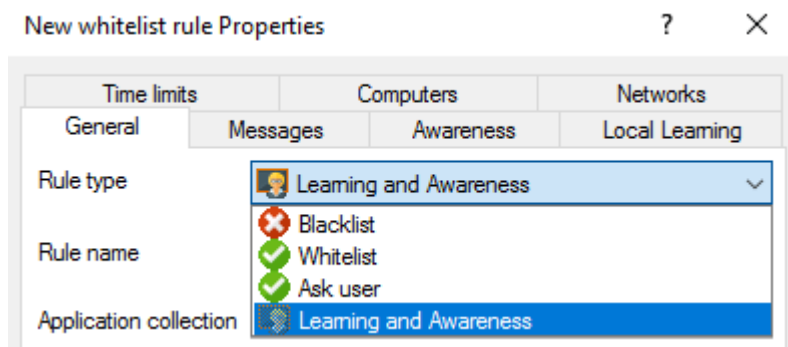 New whitelist rule Properties ? ×
Time limits Computers Networks
General Messages Awareness Local Learning
Rule type Learning and Awareness
Blacklist
Rule name Whitelist
Ask user
Application collection Learning and Awareness